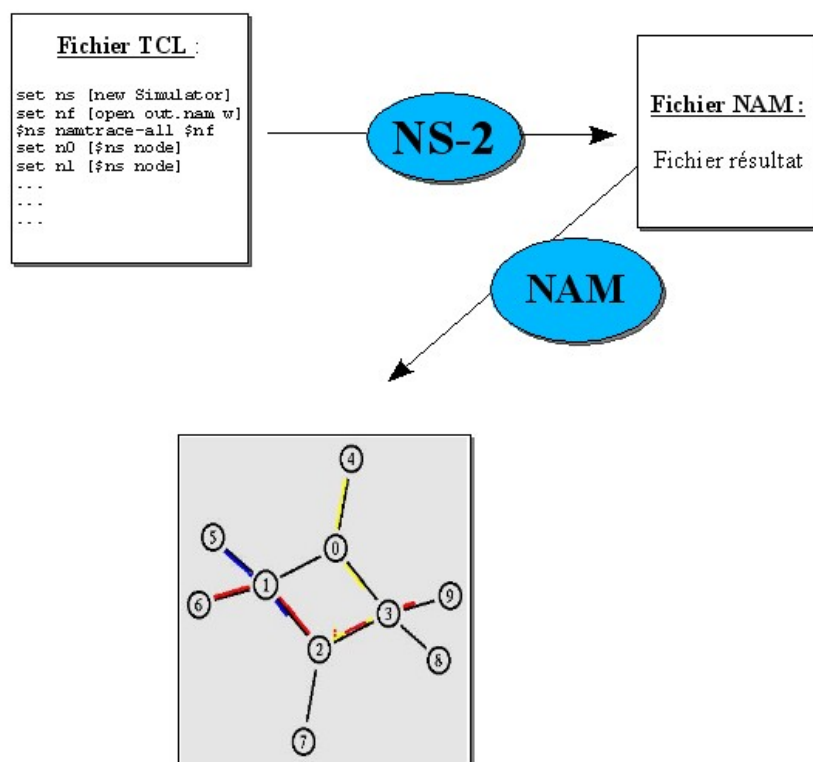 Fichier TCL :
set ns [new Simulator]
set nf [open out.nam w]
$ns namtrace-all $nf
set n0 [$ns node]
set n1 [$ns node]
...
...
...
NS-2
Fichier NAM :
Fichier résultat
NAM
4
5
0
1
6
9
3
2
8
7